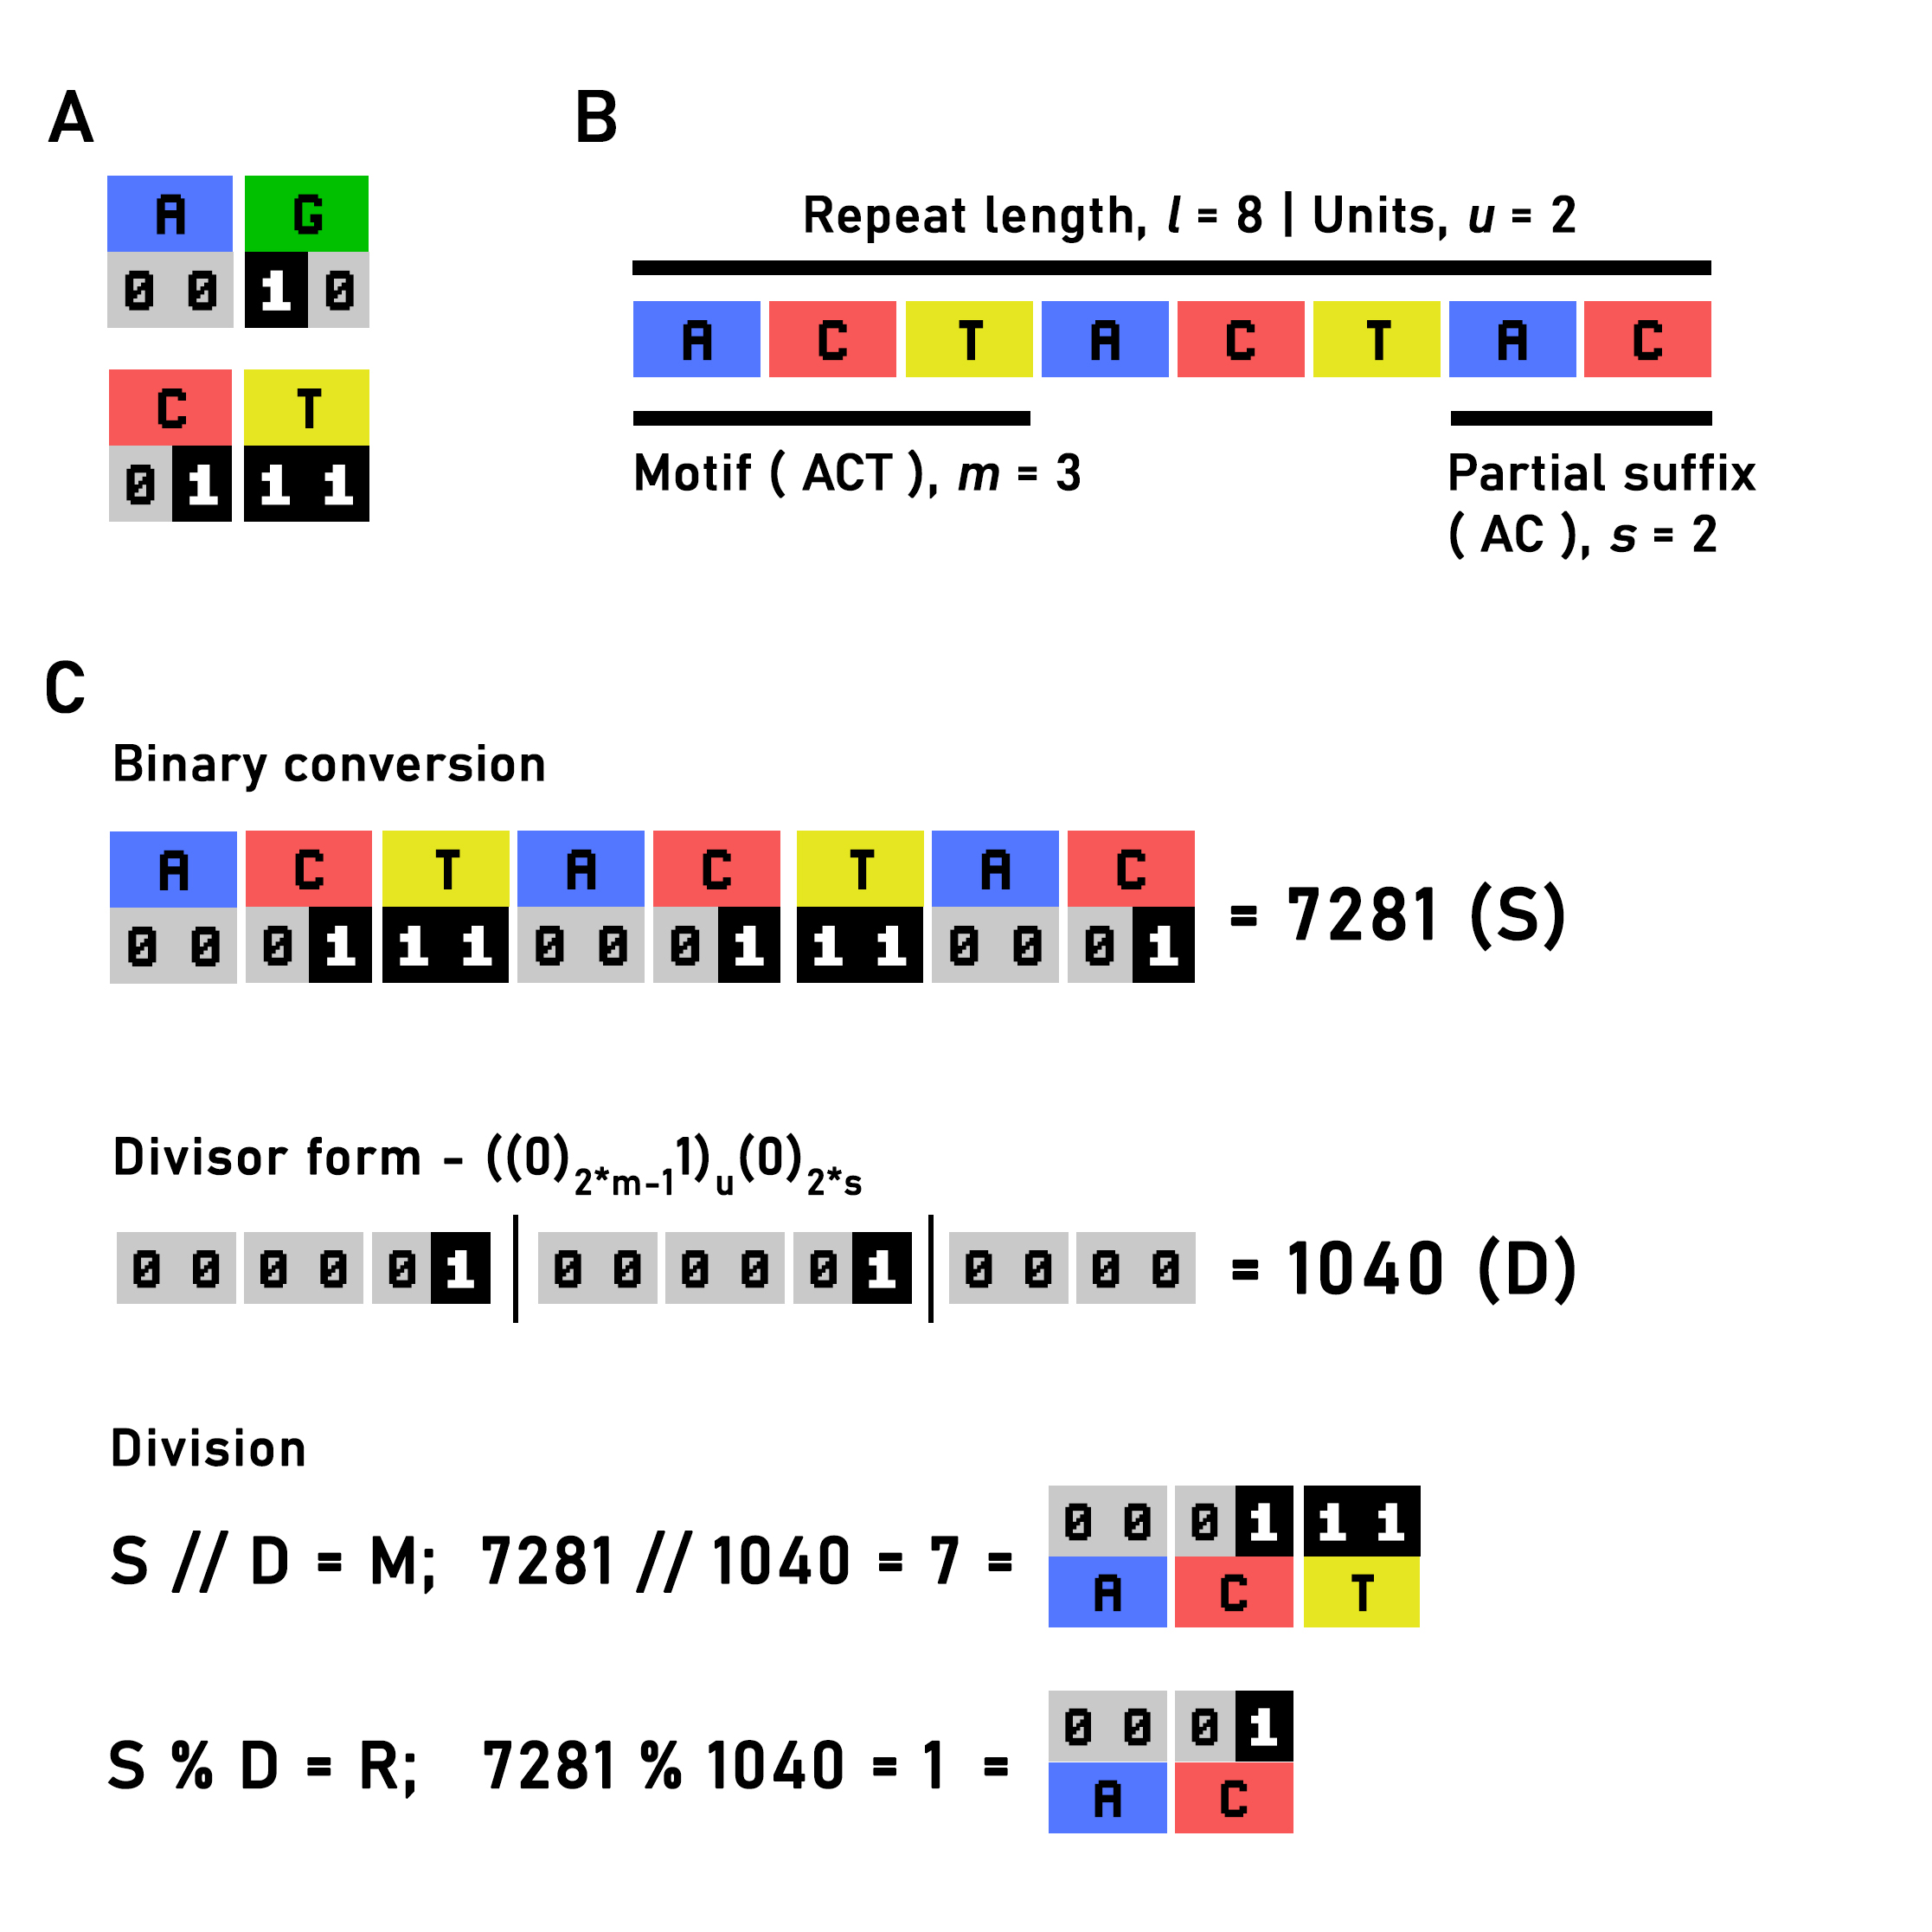 A
A G
0 0 1 0
C T
0 1 1 1
B
Repeat length, l = 8 | Units, u = 2
A C T A C T A C
Motif ( ACT ), m = 3
Partial suffix
( AC ), s = 2
C
Binary conversion
A C T A C T A C
0 0 0 1 1 1 0 0 0 1 1 1 0 0 0 1 = 7281 (S)
Divisor form - ((0)2*m-11)u(0)2*s
0 0 0 0 0 1 | 0 0 0 0 0 1 | 0 0 0 0 = 1040 (D)
Division
0 0 0 1 1 1
S // D = M; 7281 // 1040 = 7 =
A C T
0 0 0 1
S % D = R; 7281 % 1040 = 1 =
A C